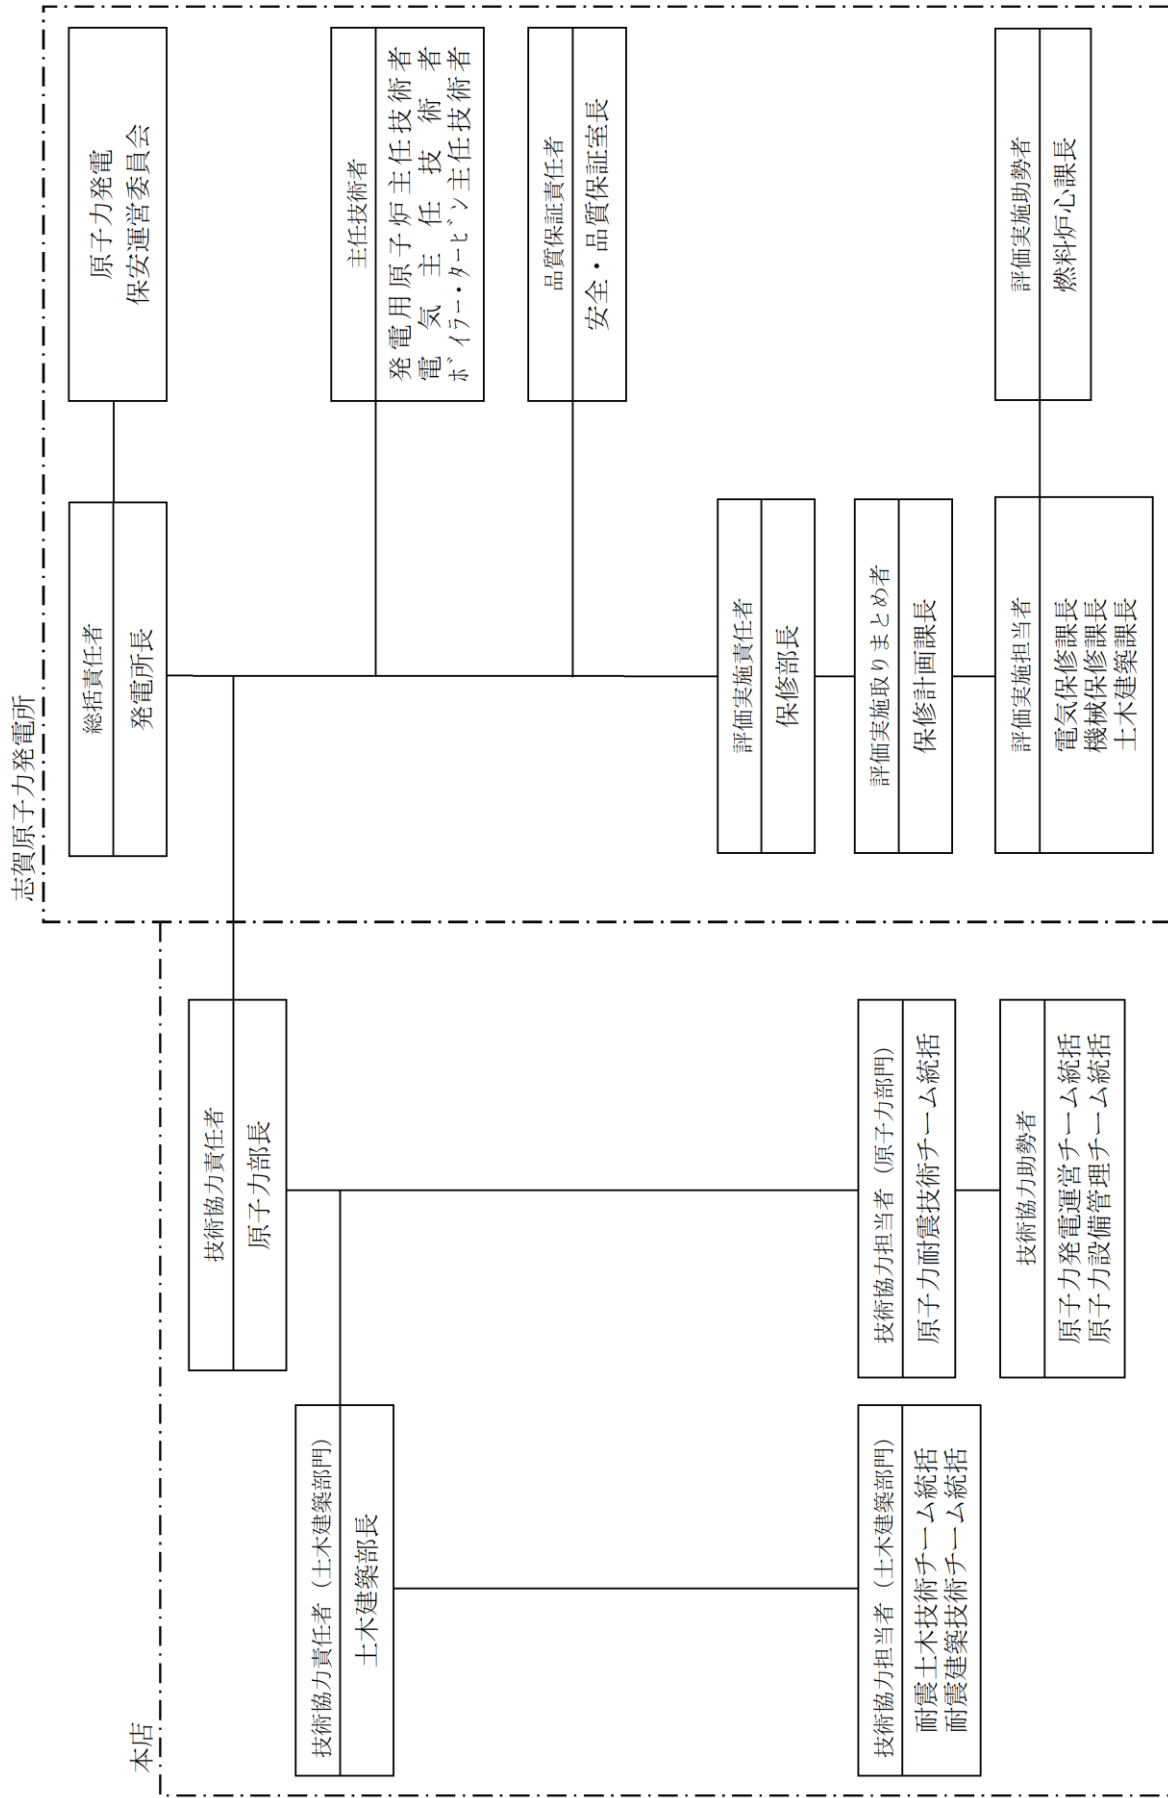 本店
技術協力責任者（土木建築部門）
土木建築部長
技術協力担当者（土木建築部門）
耐震土木技術チーム統括
耐震建築技術チーム統括
技術協力責任者
原子力部長
技術協力担当者（原子力部門）
原子力耐震技術チーム統括
技術協力助勢者
原子力発電運営チーム統括
原子力設備管理チーム統括
志賀原子力発電所
総括責任者
発電所長
原子力発電
保安運営委員会
主任技術者
発電用原子炉主任技術者
電気主任技術者
ボイラー・タービン主任技術者
品質保証責任者
安全・品質保証室長
評価実施責任者
保修部長
評価実施取りまとめ者
保修計画課長
評価実施担当者
電気保修課長
機械保修課長
土木建築課長
評価実施助勢者
燃料炉心課長